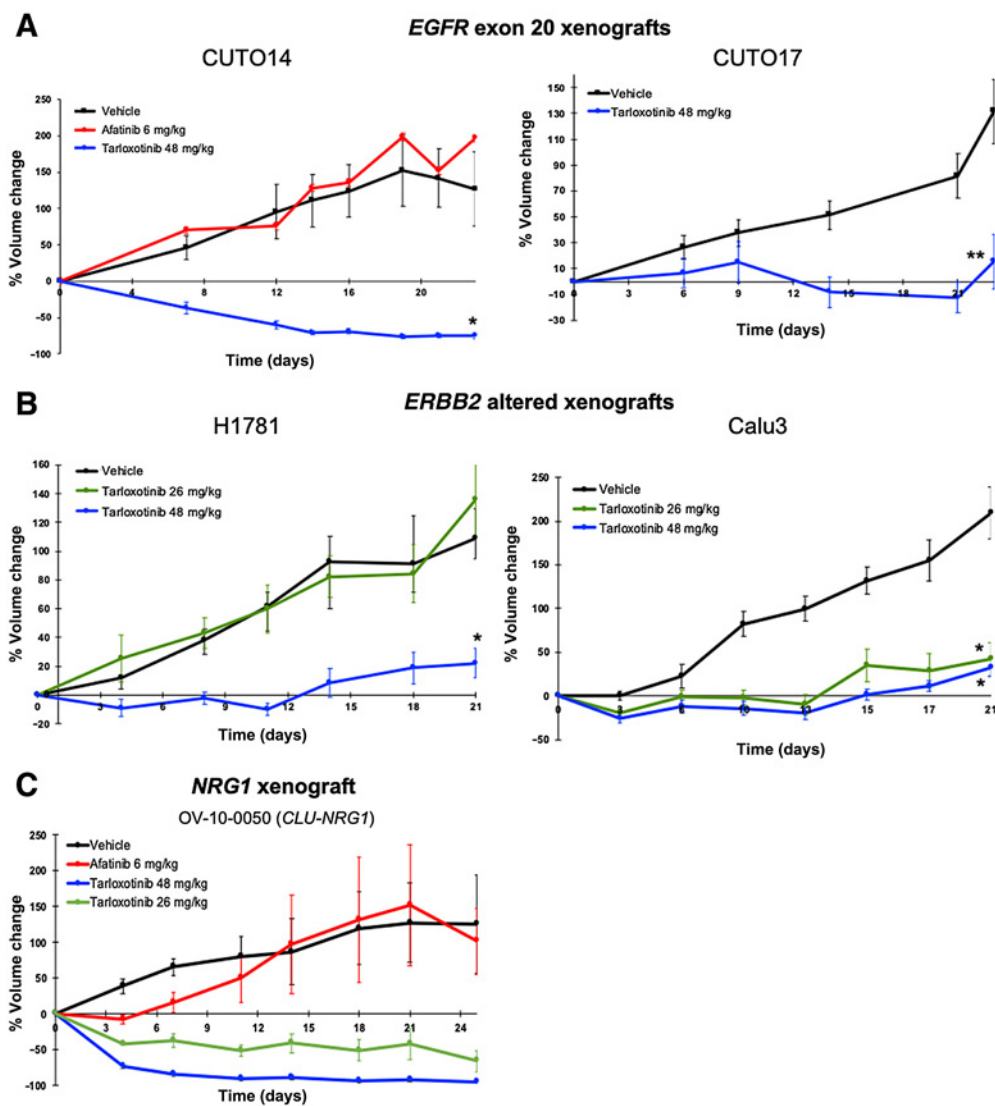 A
EGFR exon 20 xenografts
CUTO14
250
200
150
100
50
0
−50
−100
% Volume change
Vehicle
Afatinib 6 mg/kg
Tarloxotinib 48 mg/kg
0 4 8 12 16 20
*
Time (days)
CUTO17
150
130
110
90
70
50
30
10
−10
−30
% Volume change
Vehicle
Tarloxotinib 48 mg/kg
0 3 6 9 12 21
**
Time (days)
B
ERBB2 altered xenografts
H1781
160
140
120
100
80
60
40
20
0
−20
% Volume change
Vehicle
Tarloxotinib 26 mg/kg
Tarloxotinib 48 mg/kg
0 3 6 9 12 15 18 21
*
Time (days)
Calu3
250
200
150
100
50
0
−50
% Volume change
Vehicle
Tarloxotinib 26 mg/kg
Tarloxotinib 48 mg/kg
0 3 6 10 13 15 17 21
*
*
Time (days)
C
NRG1 xenograft
OV-10-0050 (CLU-NRG1)
250
200
150
100
50
0
−50
−100
% Volume change
Vehicle
Afatinib 6 mg/kg
Tarloxotinib 48 mg/kg
Tarloxotinib 26 mg/kg
0 3 6 9 12 15 18 21 24
Time (days)